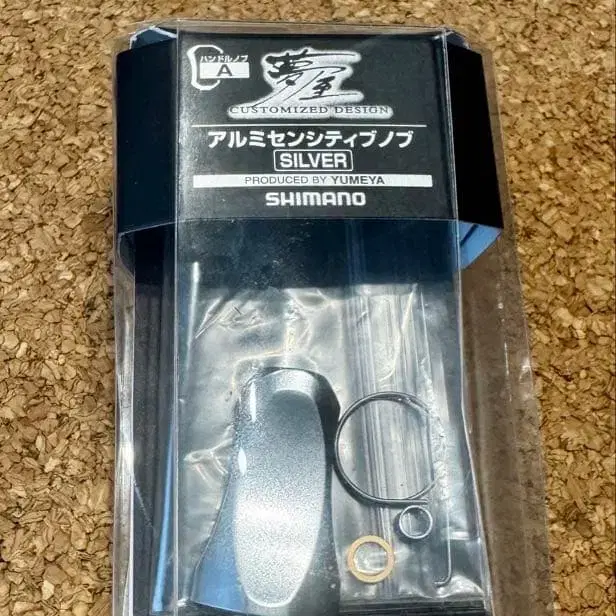 ハンドルノブ
A
夢屋
CUSTOMIZED DESIGN
アルミセンシティブノブ
SILVER
PRODUCED BY YUMEYA
SHIMANO